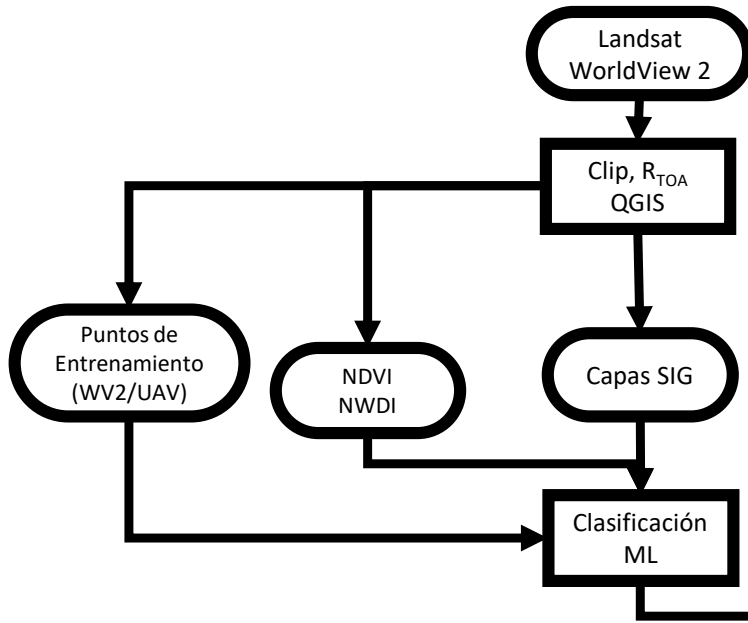 Landsat
WorldView 2
Clip, R_TOA
QGIS
Puntos de
Entrenamiento
(WV2/UAV)
NDVI
NWDI
Capas SIG
Clasificación
ML